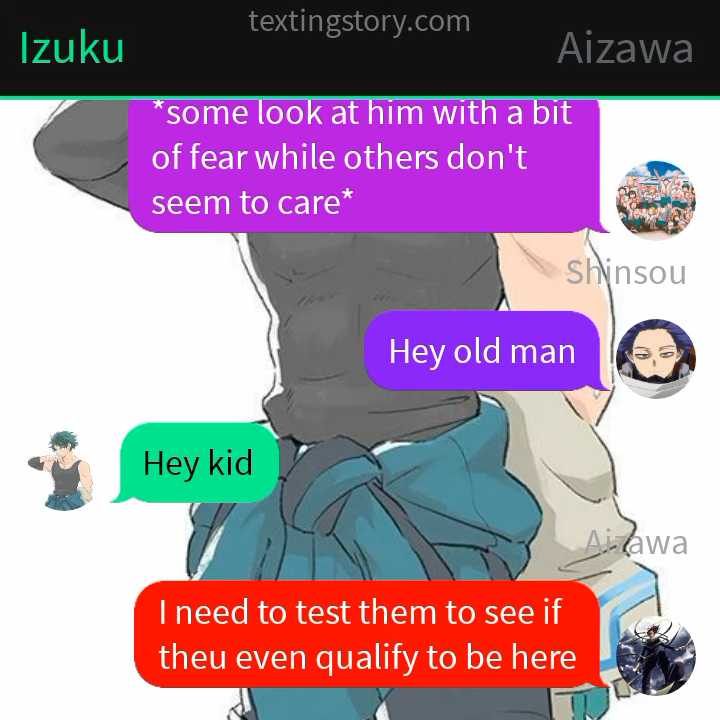 textingstory.com
Izuku
Aizawa
*some look at him with a bit
of fear while others don't
seem to care*
Shinsou
Hey old man
Hey kid
Aizawa
I need to test them to see if
theu even qualify to be here